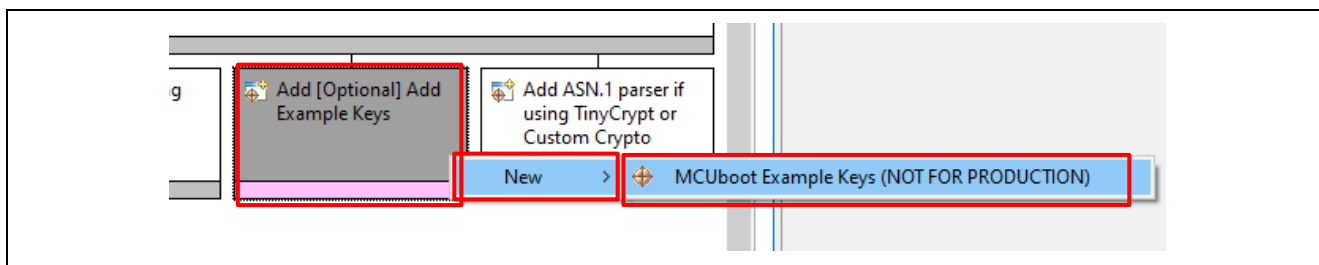 g
Add [Optional] Add
Example Keys
Add ASN.1 parser if
using TinyCrypt or
Custom Crypto
New >
MCUboot Example Keys (NOT FOR PRODUCTION)